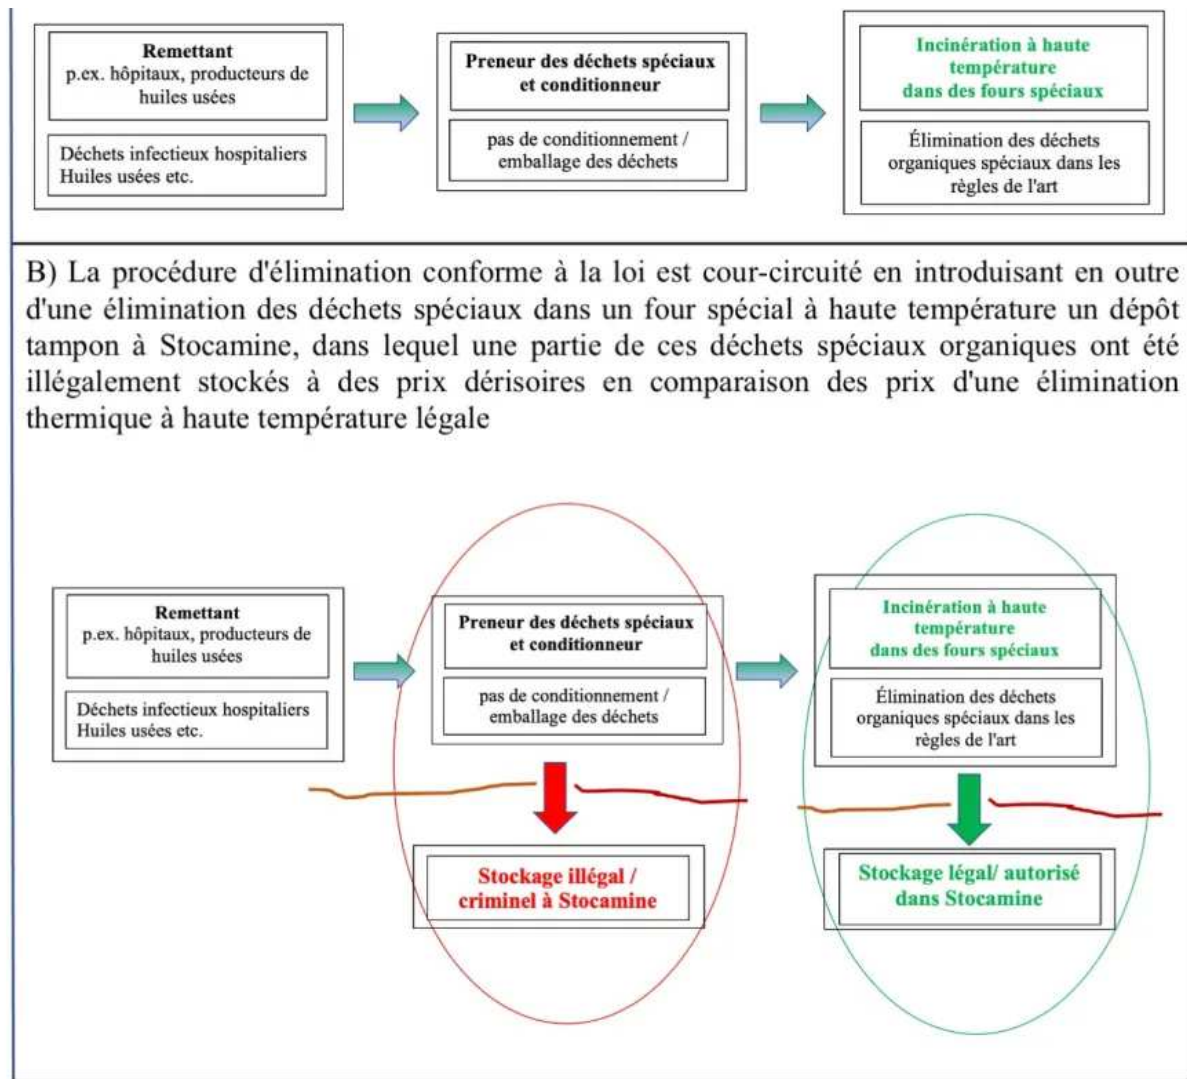 Remettant
p.ex. hôpitaux, producteurs de
huiles usées
Déchets infectieux hospitaliers
Huiles usées etc.
Preneur des déchets spéciaux
et conditionneur
pas de conditionnement /
emballage des déchets
Incinération à haute
température
dans des fours spéciaux
Élimination des déchets
organiques spéciaux dans les
règles de l'art
B) La procédure d'élimination conforme à la loi est cour-circuité en introduisant en outre
d'une élimination des déchets spéciaux dans un four spécial à haute température un dépôt
tampon à Stocamine, dans lequel une partie de ces déchets spéciaux organiques ont été
illégalement stockés à des prix dérisoires en comparaison des prix d'une élimination
thermique à haute température légale
Remettant
p.ex. hôpitaux, producteurs de
huiles usées
Déchets infectieux hospitaliers
Huiles usées etc.
Preneur des déchets spéciaux
et conditionneur
pas de conditionnement /
emballage des déchets
Incinération à haute
température
dans des fours spéciaux
Élimination des déchets
organiques spéciaux dans les
règles de l'art
Stockage illégal /
criminel à Stocamine
Stockage légal/ autorisé
dans Stocamine